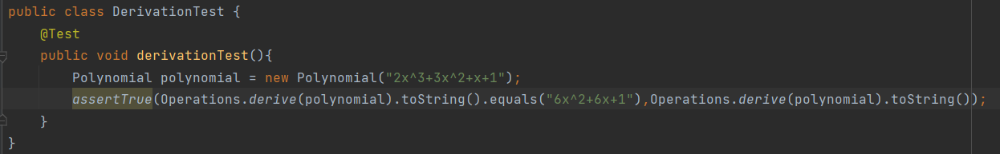 public class DerivationTest {
@Test
public void derivationTest(){
Polynomial polynomial = new Polynomial("2x^3+3x^2+x+1");
assertTrue(Operations.derive(polynomial).toString().equals("6x^2+6x+1"),Operations.derive(polynomial).toString());
}
}